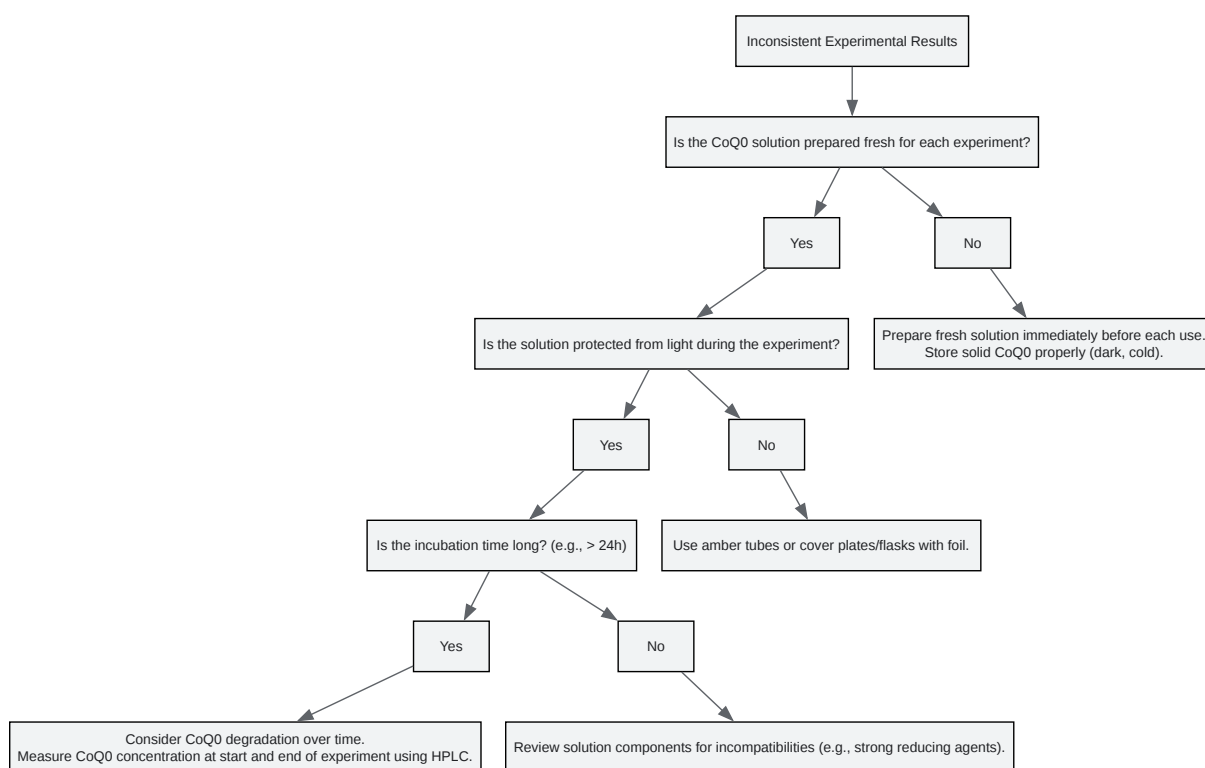 Inconsistent Experimental Results
Is the CoQ0 solution prepared fresh for each experiment?
Yes
No
Is the solution protected from light during the experiment?
Prepare fresh solution immediately before each use.
Store solid CoQ0 properly (dark, cold).
Yes
No
Is the incubation time long? (e.g., > 24h)
Use amber tubes or cover plates/flasks with foil.
Yes
No
Consider CoQ0 degradation over time.
Measure CoQ0 concentration at start and end of experiment using HPLC.
Review solution components for incompatibilities (e.g., strong reducing agents).